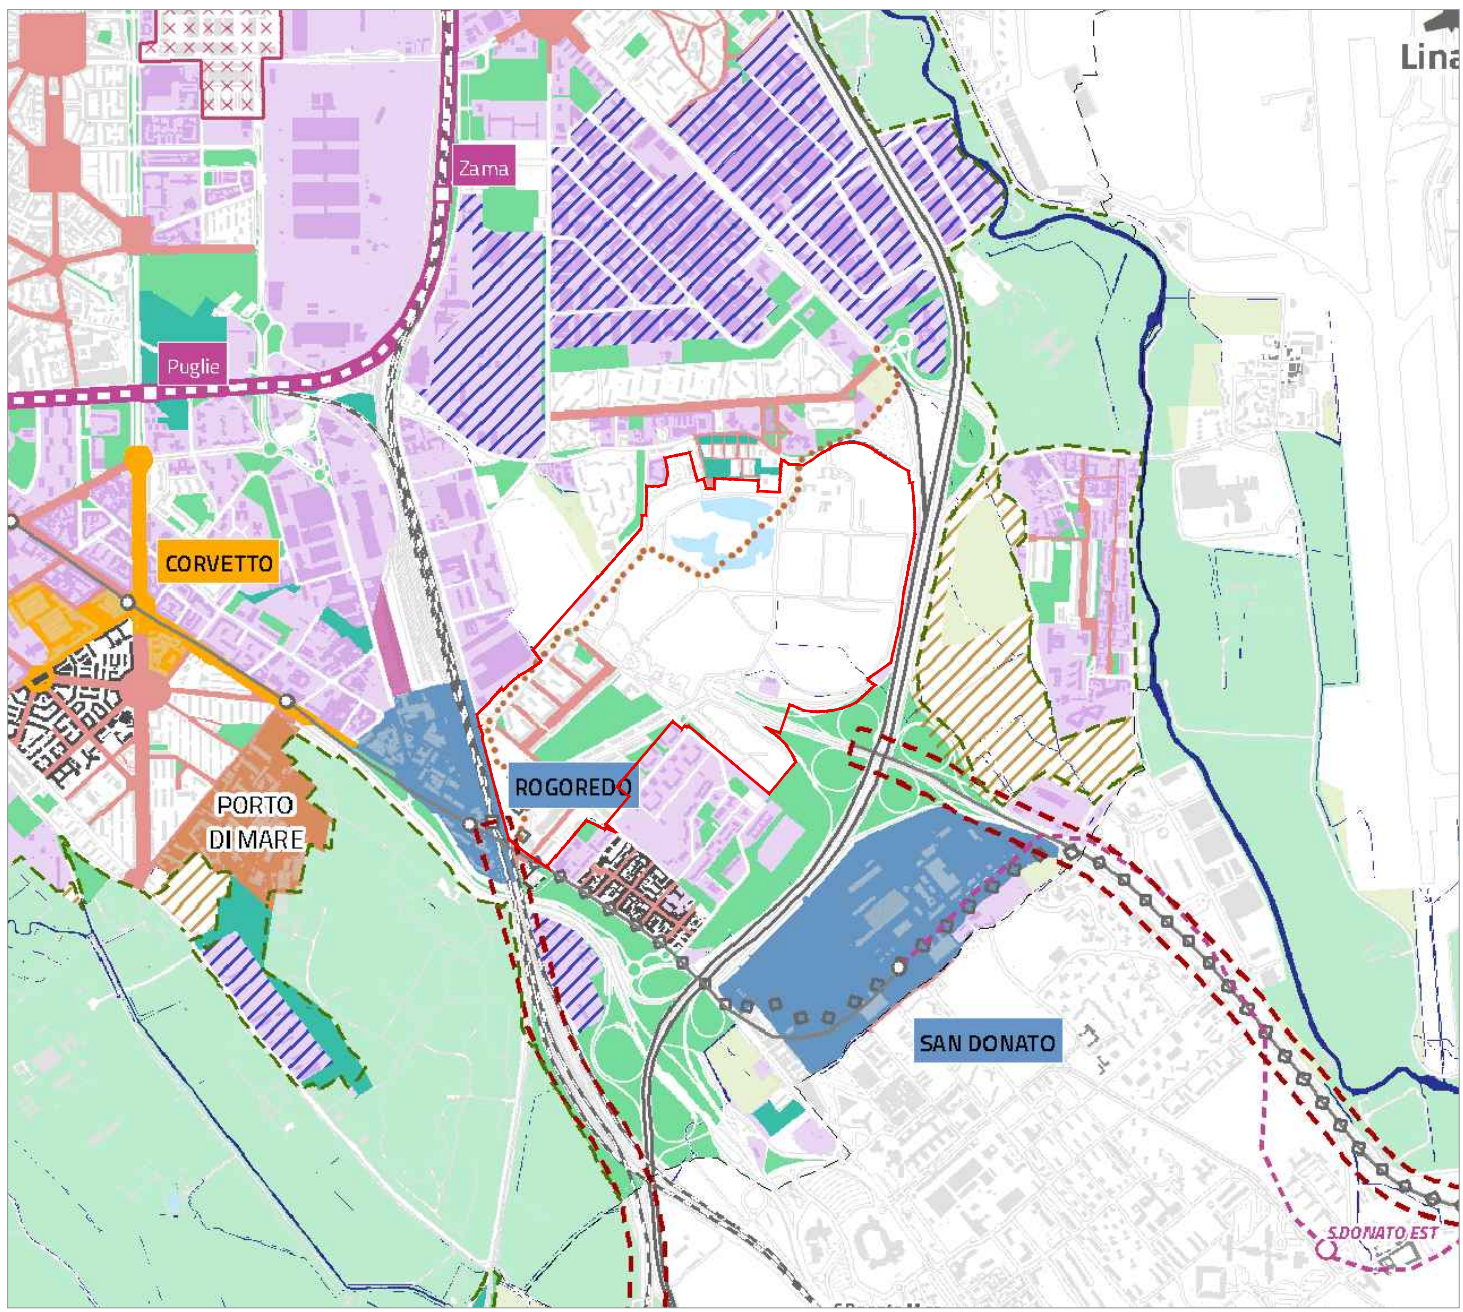 Lina
Zama
Puglie
CORVETTO
ROGOREDO
PORTO
DI MARE
SAN DONATO
S.DONATO EST